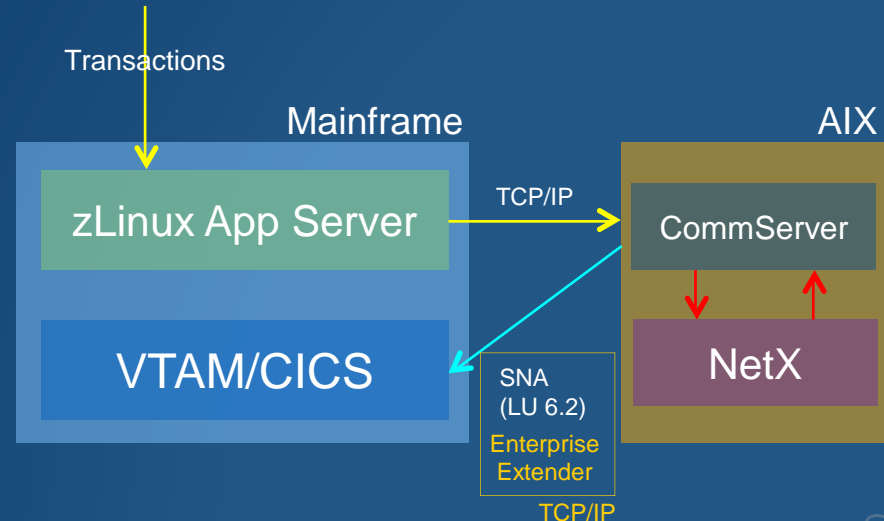 Transactions
Mainframe
AIX
zLinux App Server
TCP/IP
CommServer
VTAM/CICS
NetX
SNA
(LU 6.2)
Enterprise
Extender
TCP/IP